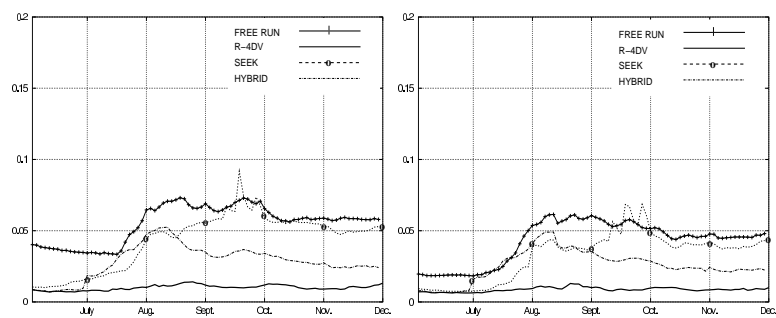 0.2
0.15
0.1
0.05
0
FREE RUN
R-4DV
SEEK
HYBRID
July Aug. Sept. Oct. Nov. Dec.
0.2
0.15
0.1
0.05
0
FREE RUN
R-4DV
SEEK
HYBRID
July Aug. Sept. Oct. Nov. Dec.